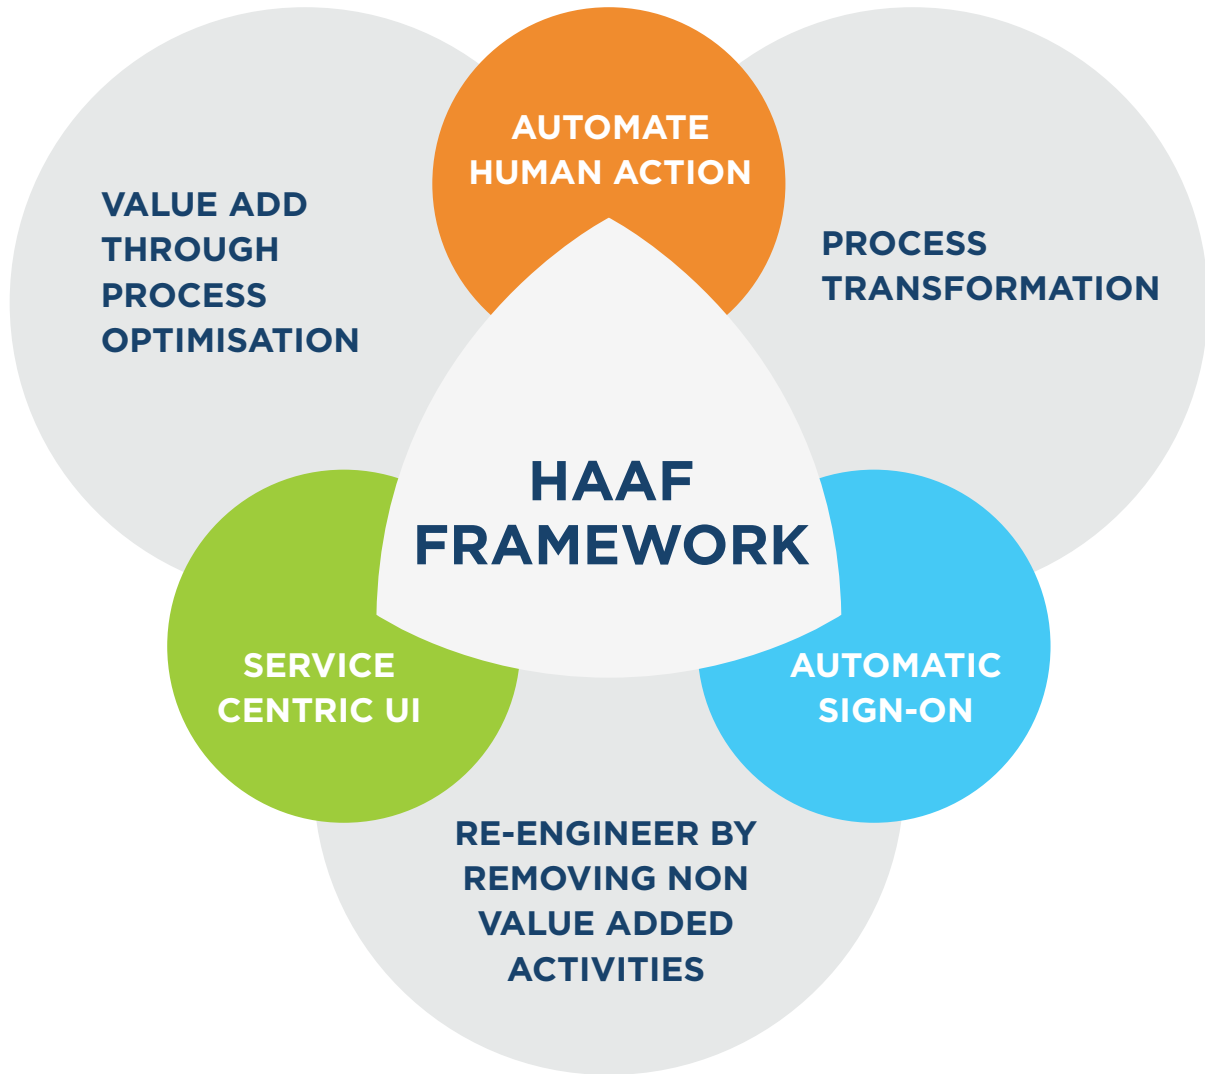 AUTOMATE
HUMAN ACTION
VALUE ADD
THROUGH
PROCESS
OPTIMISATION
PROCESS
TRANSFORMATION
HAAF
FRAMEWORK
SERVICE
CENTRIC UI
AUTOMATIC
SIGN-ON
RE-ENGINEER BY
REMOVING NON
VALUE ADDED
ACTIVITIES